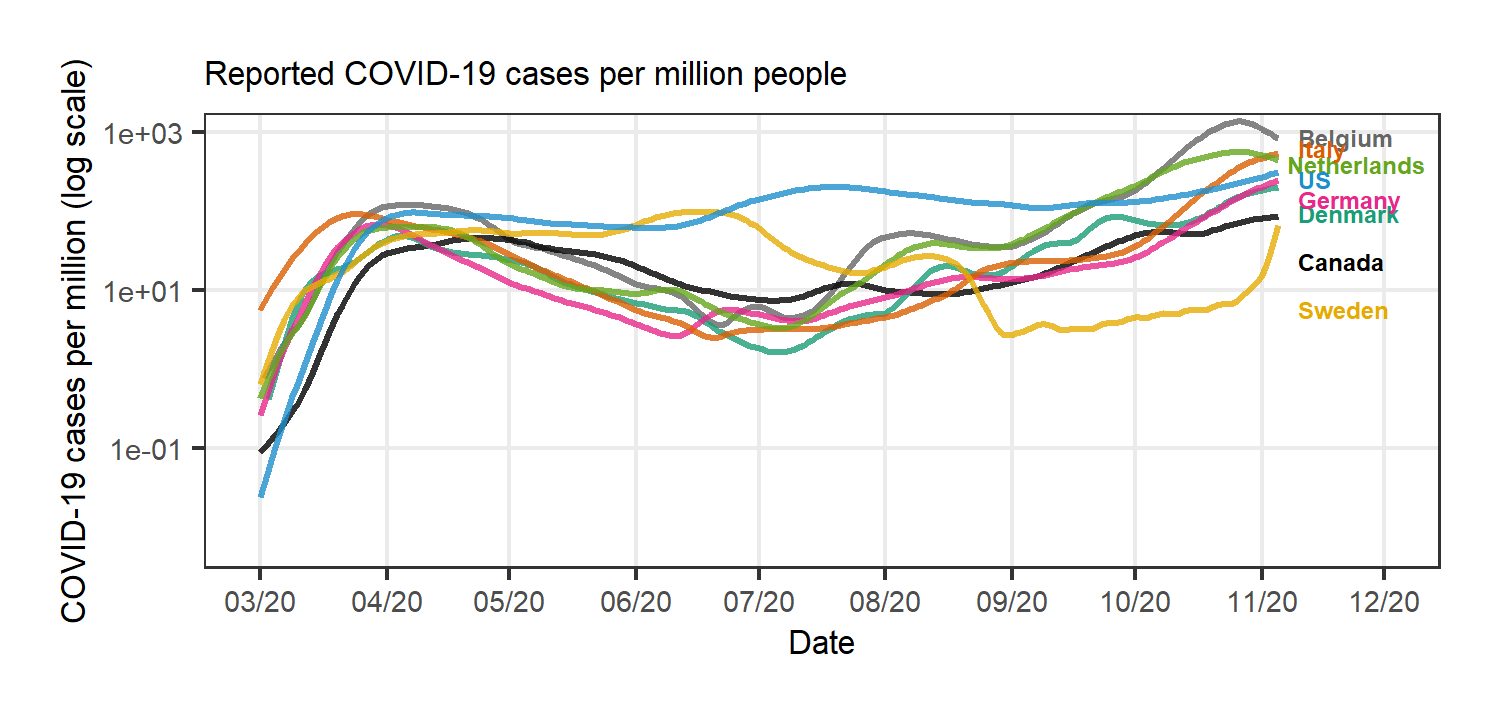 Reported COVID-19 cases per million people
COVID-19 cases per million (log scale)
1e+03
1e+01
1e-01
Belgium
Italy
Netherlands
US
Germany
Denmark
Canada
Sweden
03/20 04/20 05/20 06/20 07/20 08/20 09/20 10/20 11/20 12/20
Date